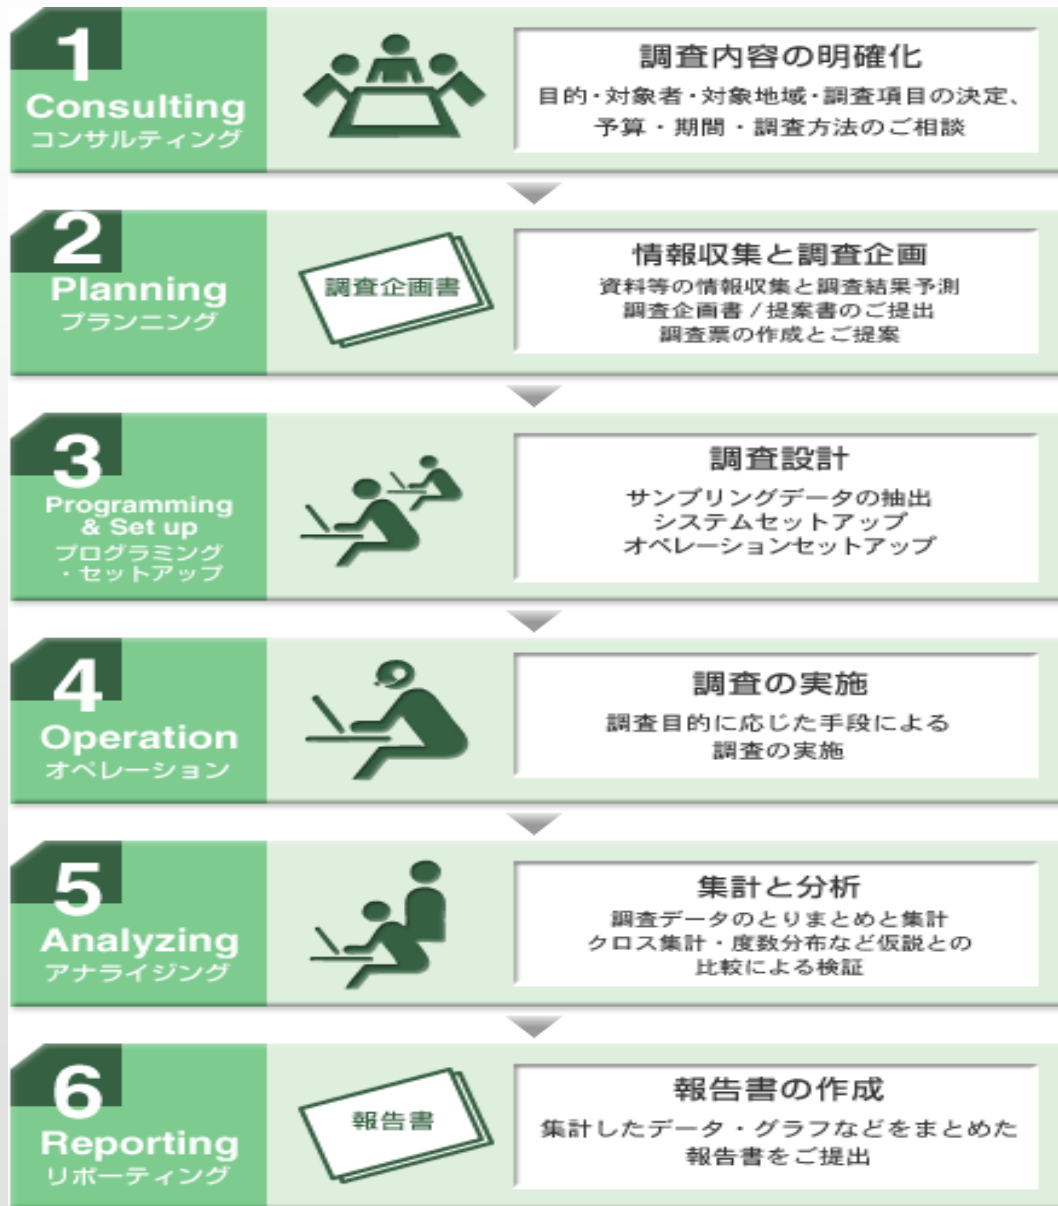 1
Consulting
コンサルティング
調査内容の明確化
目的・対象者・対象地域・調査項目の決定、
予算・期間・調査方法のご相談
2
Planning
プランニング
調査企画書
情報収集と調査企画
資料等の情報収集と調査結果予測
調査企画書/提案書のご提出
調査票の作成とご提案
3
Programming
& Set up
プログラミング
・セットアップ
調査設計
サンプリングデータの抽出
システムセットアップ
オペレーションセットアップ
4
Operation
オペレーション
調査の実施
調査目的に応じた手段による
調査の実施
5
Analyzing
アナライジング
集計と分析
調査データのとりまとめと集計
クロス集計・度数分布など仮説との
比較による検証
6
Reporting
リポーティング
報告書
報告書の作成
集計したデータ・グラフなどをまとめた
報告書をご提出